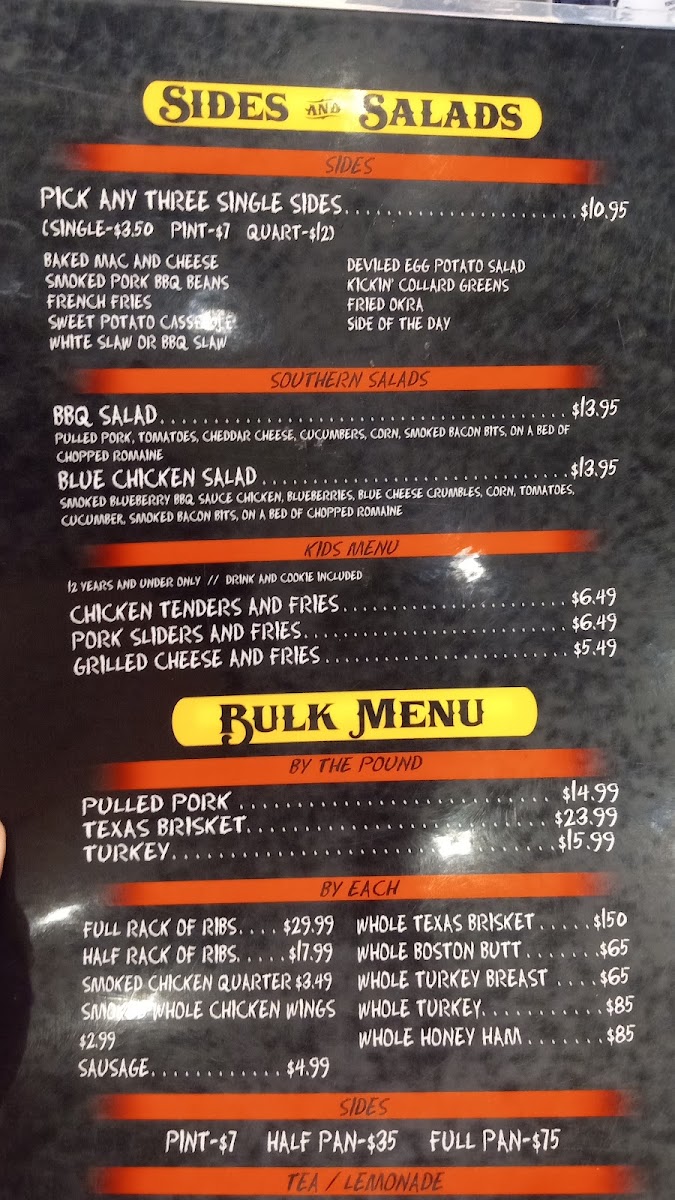 SIDES AND SALADS
SIDES
PICK ANY THREE SINGLE SIDES.......................$10.95
(SINGLE-$3.50 PINT-$7 QUART-$12)
BAKED MAC AND CHEESE
SMOKED PORK BBQ BEANS
FRENCH FRIES
SWEET POTATO CASSEROLE
WHITE SLAW OR BBQ SLAW
DEVILED EGG POTATO SALAD
KICKIN' COLLARD GREENS
FRIED OKRA
SIDE OF THE DAY
SOUTHERN SALADS
BBQ SALAD.......................................$13.95
PULLED PORK, TOMATOES, CHEDDAR CHEESE, CUCUMBERS, CORN, SMOKED BACON BITS, ON A BED OF
CHOPPED ROMAINE
BLUE CHICKEN SALAD..............................$13.95
SMOKED BLUEBERRY BBQ SAUCE CHICKEN, BLUEBERRIES, BLUE CHEESE CRUMBLES, CORN, TOMATOES,
CUCUMBER, SMOKED BACON BITS, ON A BED OF CHOPPED ROMAINE
KIDS MENU
12 YEARS AND UNDER ONLY // DRINK AND COOKIE INCLUDED
CHICKEN TENDERS AND FRIES.......................$6.49
PORK SLIDERS AND FRIES..........................$6.49
GRILLED CHEESE AND FRIES........................$5.49
BULK MENU
BY THE POUND
PULLED PORK.............................$14.99
TEXAS BRISKET...........................$23.99
TURKEY..................................$15.99
BY EACH
FULL RACK OF RIBS....$29.99
HALF RACK OF RIBS....$17.99
SMOKED CHICKEN QUARTER $3.49
SMOKED WHOLE CHICKEN WINGS
$2.99
SAUSAGE............$4.99
WHOLE TEXAS BRISKET.....$150
WHOLE BOSTON BUTT.......$65
WHOLE TURKEY BREAST....$65
WHOLE TURKEY...........$85
WHOLE HONEY HAM.......$85
SIDES
PINT-$7 HALF PAN-$35 FULL PAN-$75
TEA / LEMONADE